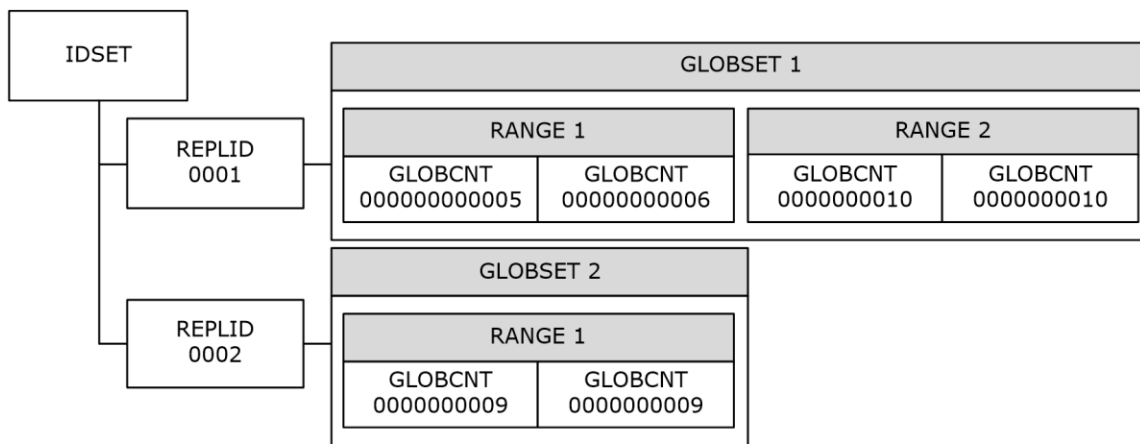 IDSET
GLOBSET 1
REPLID
0001
RANGE 1
RANGE 2
GLOBCNT
000000000005
GLOBCNT
00000000006
GLOBCNT
0000000010
GLOBCNT
0000000010
GLOBSET 2
REPLID
0002
RANGE 1
GLOBCNT
0000000009
GLOBCNT
0000000009